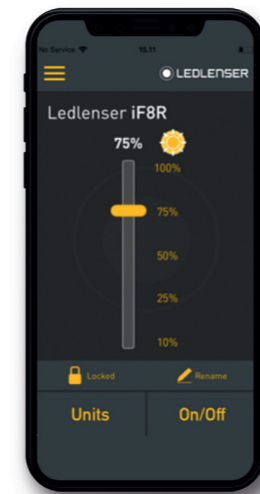 No Service 15.11
LEDLENSER
Ledlenser iF8R
75%
100%
75%
50%
25%
10%
Locked Rename
Units On/Off